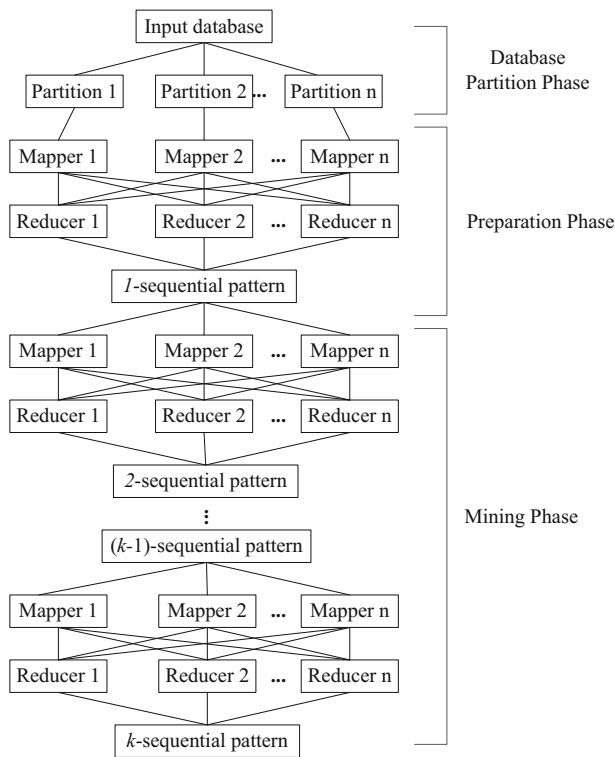 Input database
Database
Partition Phase
Partition 1
Partition 2
...
Partition n
Mapper 1
Mapper 2
...
Mapper n
Preparation Phase
Reducer 1
Reducer 2
...
Reducer n
1-sequential pattern
Mapper 1
Mapper 2
...
Mapper n
Reducer 1
Reducer 2
...
Reducer n
2-sequential pattern
⋮
Mining Phase
(k-1)-sequential pattern
Mapper 1
Mapper 2
...
Mapper n
Reducer 1
Reducer 2
...
Reducer n
k-sequential pattern